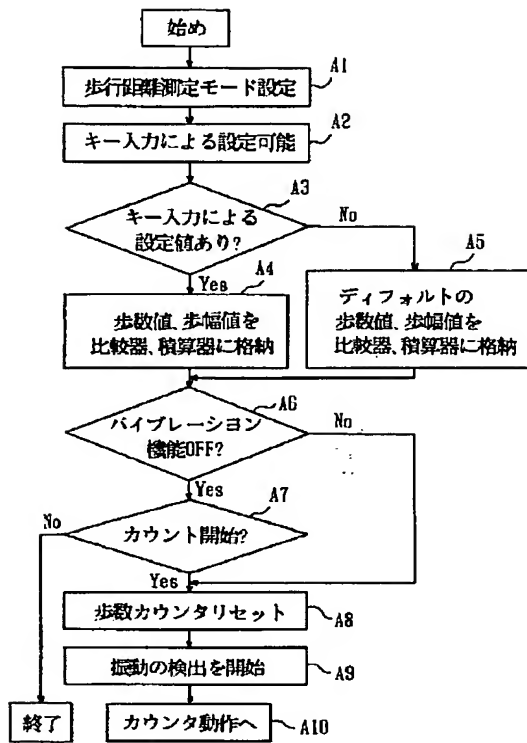 始め
歩行距離測定モード設定
A1
キー入力による設定可能
A2
キー入力による
設定値あり?
A3
No
Yes
A4
歩数値、歩幅値を
比較器、積算器に格納
A5
ディフォルトの
歩数値、歩幅値を
比較器、積算器に格納
バイブレーション
機能OFF?
A6
No
Yes
A7
カウント開始?
No
Yes
歩数カウンタリセット
A8
振動の検出を開始
A9
終了
カウンタ動作へ
A10